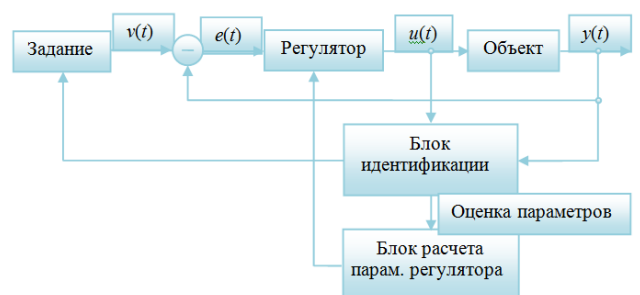 Задание
v(t)
−
e(t)
Регулятор
u(t)
Объект
y(t)
Блок
идентификации
Оценка параметров
Блок расчета
парам. регулятора